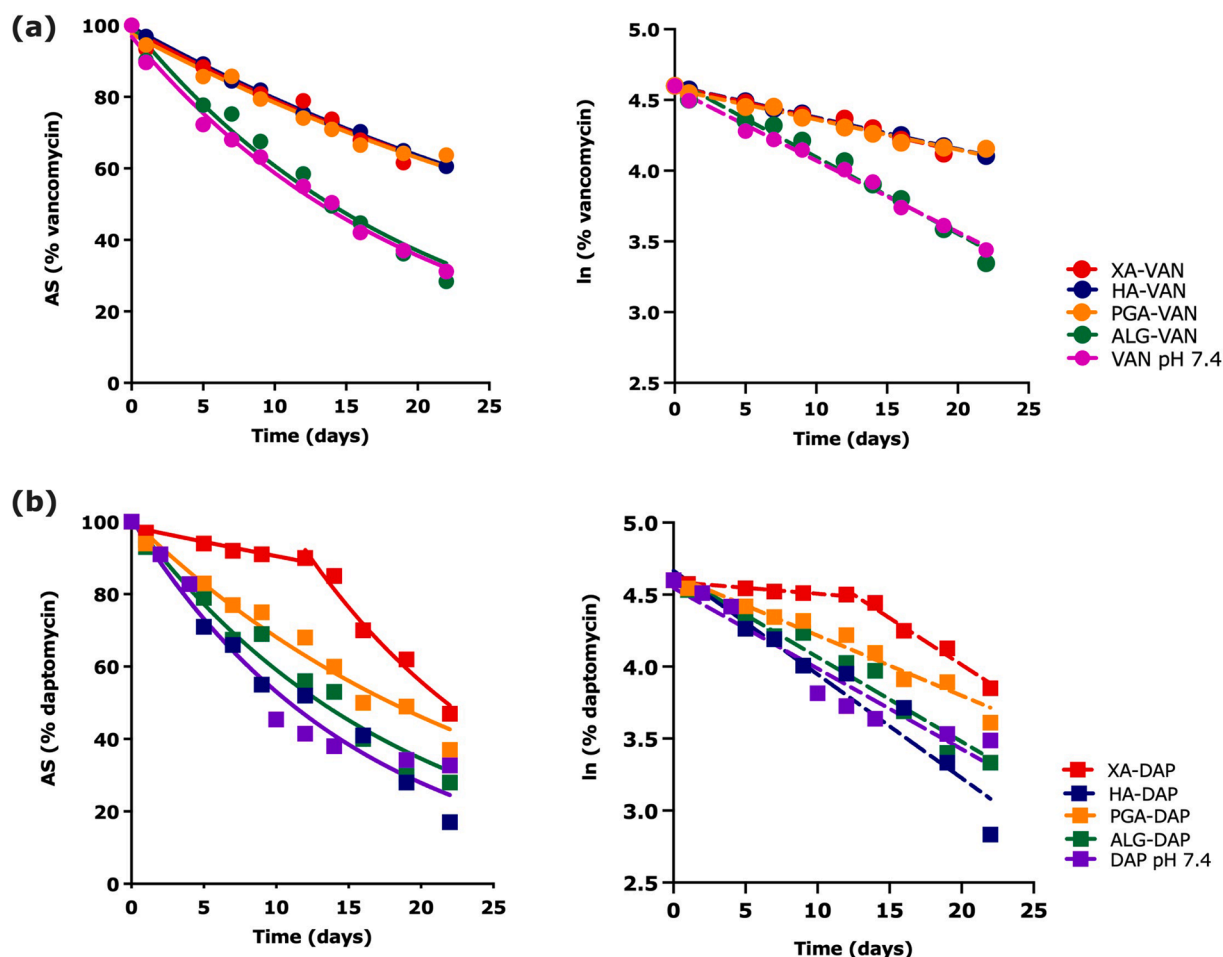 (a)
100
80
60
40
20
0
AS (% vancomycin)
0 5 10 15 20 25
Time (days)
5.0
4.5
4.0
3.5
3.0
2.5
ln (% vancomycin)
0 5 10 15 20 25
Time (days)
XA-VAN
HA-VAN
PGA-VAN
ALG-VAN
VAN pH 7.4
(b)
100
80
60
40
20
0
AS (% daptomycin)
0 5 10 15 20 25
Time (days)
5.0
4.5
4.0
3.5
3.0
2.5
ln (% daptomycin)
0 5 10 15 20 25
Time (days)
XA-DAP
HA-DAP
PGA-DAP
ALG-DAP
DAP pH 7.4